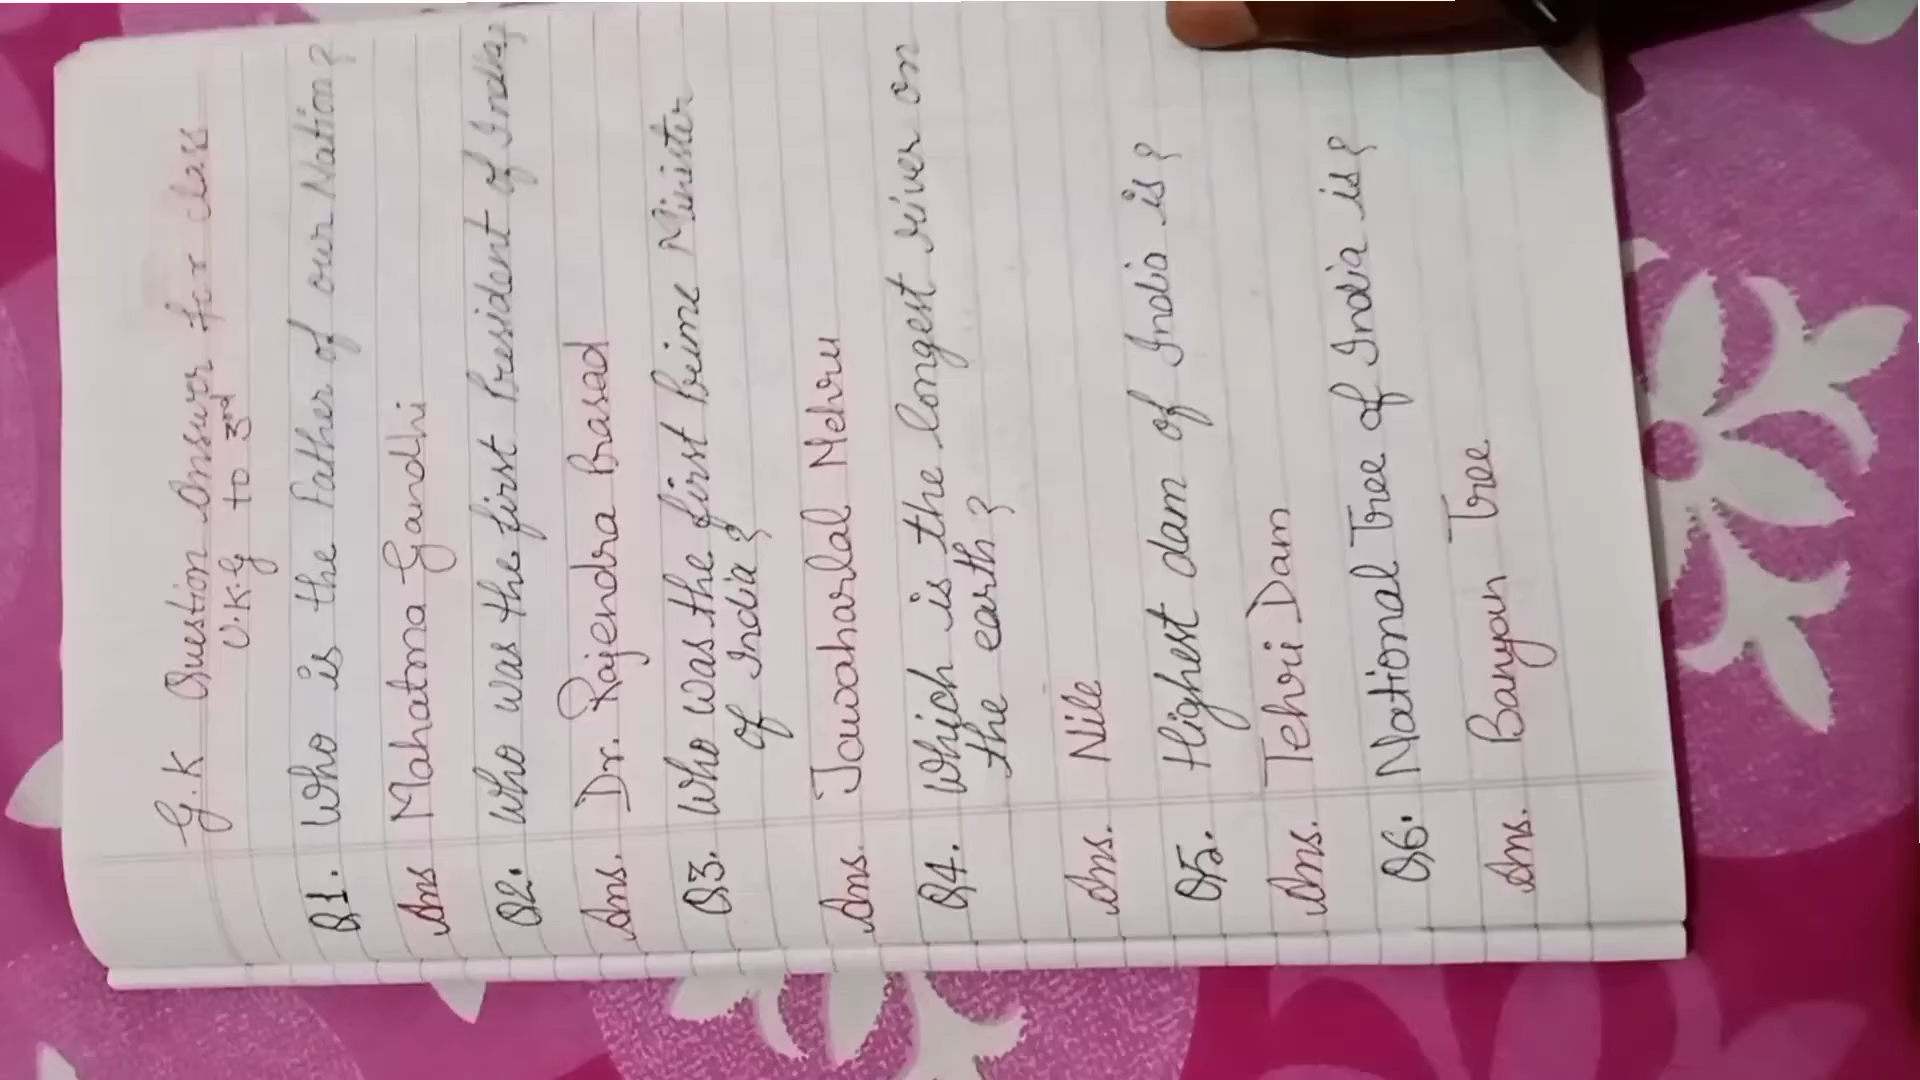 G.K Question Answer for class
U.K.G to 3rd
Q1. Who is the Father of our Nation?
Ans Mahatma Gandhi
Q2. Who was the first President of India?
Ans. Dr. Rajendra Prasad
Q3. Who was the first Prime Minister
of India?
Ans. Jawaharlal Nehru
Q4. Which is the longest river on
the earth?
Ans. Nile
Q5. Highest dam of India is?
Ans. Tehri Dam
Q6. National Tree of India is?
Ans. Banyan Tree